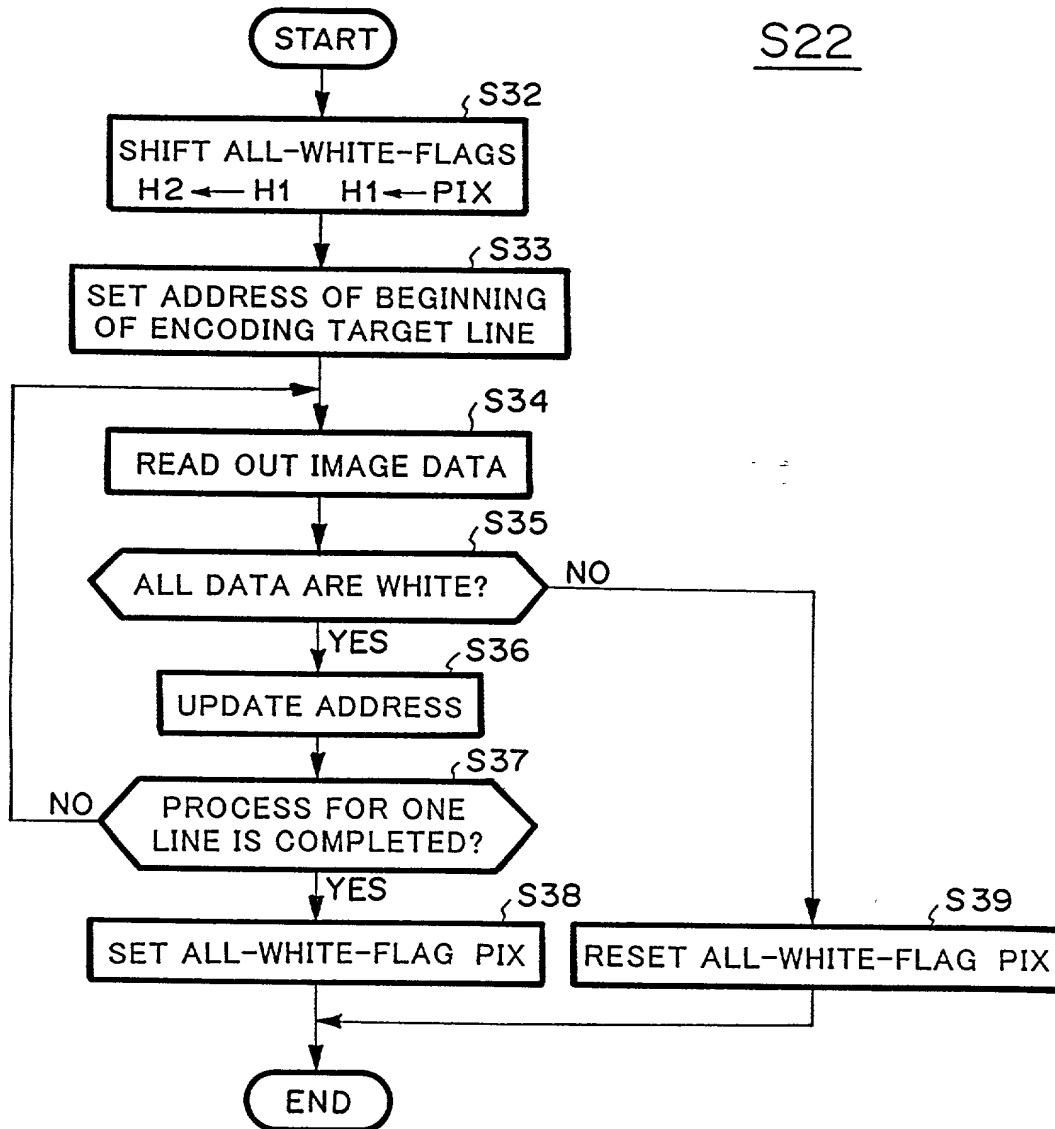 START
S22
S32
SHIFT ALL-WHITE-FLAGS
H2 ← H1 H1 ← PIX
S33
SET ADDRESS OF BEGINNING
OF ENCODING TARGET LINE
S34
READ OUT IMAGE DATA
S35
ALL DATA ARE WHITE?
NO
YES
S36
UPDATE ADDRESS
S37
NO
PROCESS FOR ONE
LINE IS COMPLETED?
YES
S38
SET ALL-WHITE-FLAG PIX
S39
RESET ALL-WHITE-FLAG PIX
END